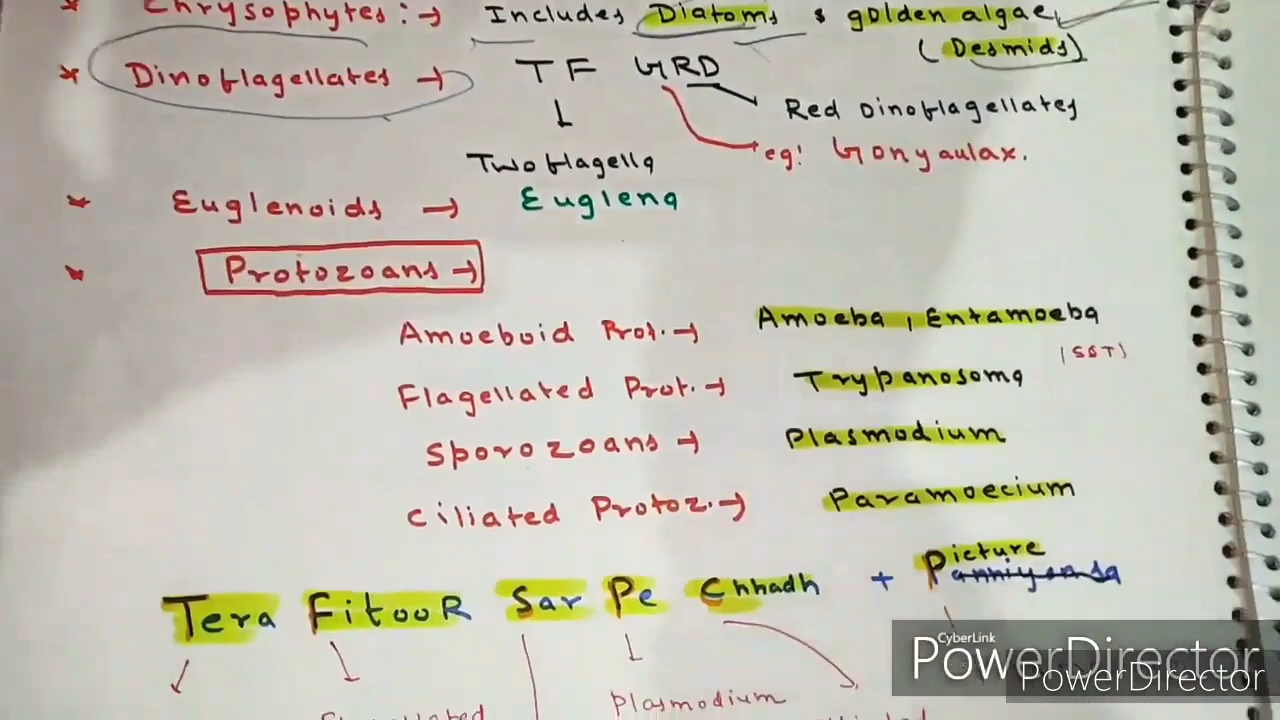 Chrysophytes :→ Includes Diatoms & golden algae
(Desmids)
* Dinoflagellates → TF GRD
Red Dinoflagellates
Two flagella
eg! Gonyaulax.
* Euglenoids → Euglena
* Protozoans →
Amoeboid Prot. → Amoeba, Entamoeba
Flagellated Prot. → Trypanosoma
Sporozoans → Plasmodium
Ciliated Protoz. → Paramoecium
Tera FitooR Sar Pe Chhadh + Picture
Plasmodium
CyberLink
PowerDirector
PowerDirector